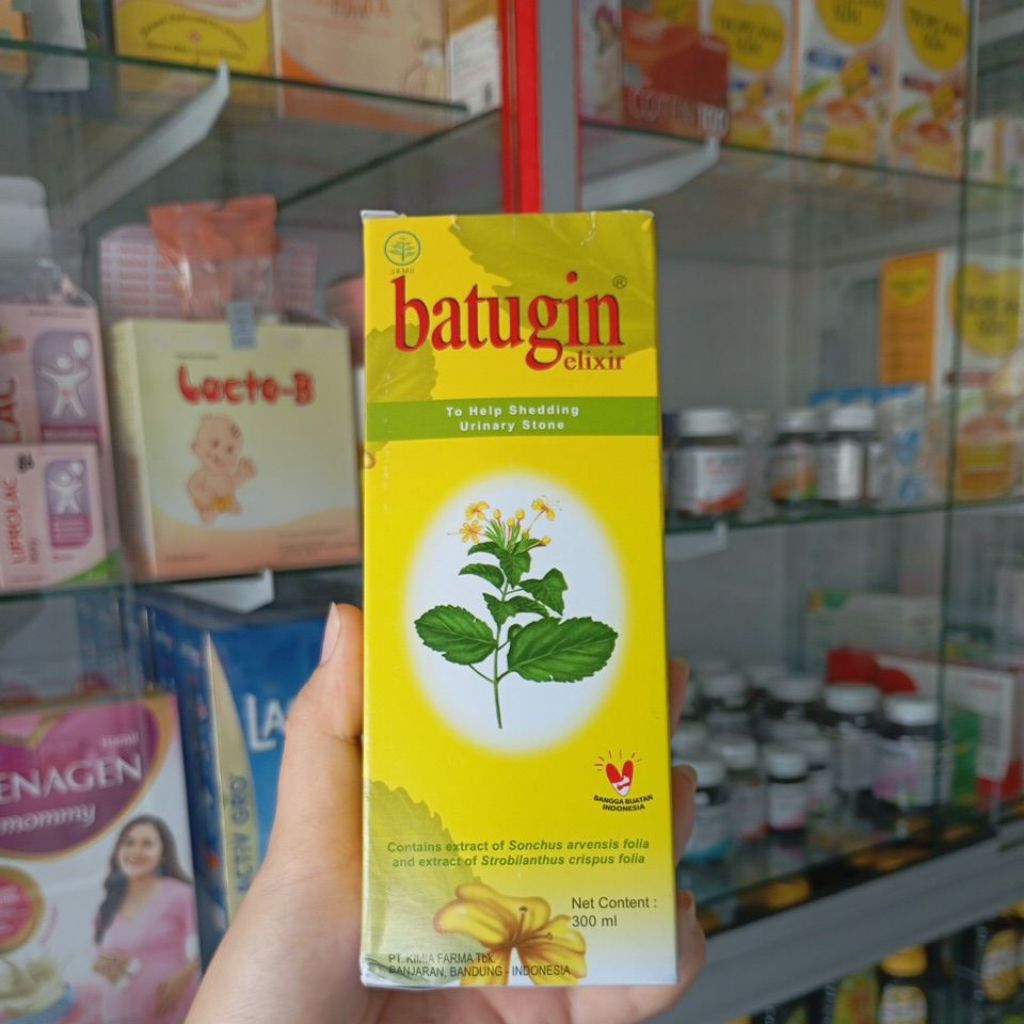 JAMU
batugin®
elixir
To Help Shedding
Urinary Stone
BANGGA BUATAN
INDONESIA
Contains extract of Sonchus arvensis folia
and extract of Strobilanthus crispus folia
Net Content :
300 ml
PT. KIMIA FARMA Tbk.
BANJARAN, BANDUNG - INDONESIA
Lacto-B
UPROLAC
ENAGEN
mommy
LA
ACTIV GRO